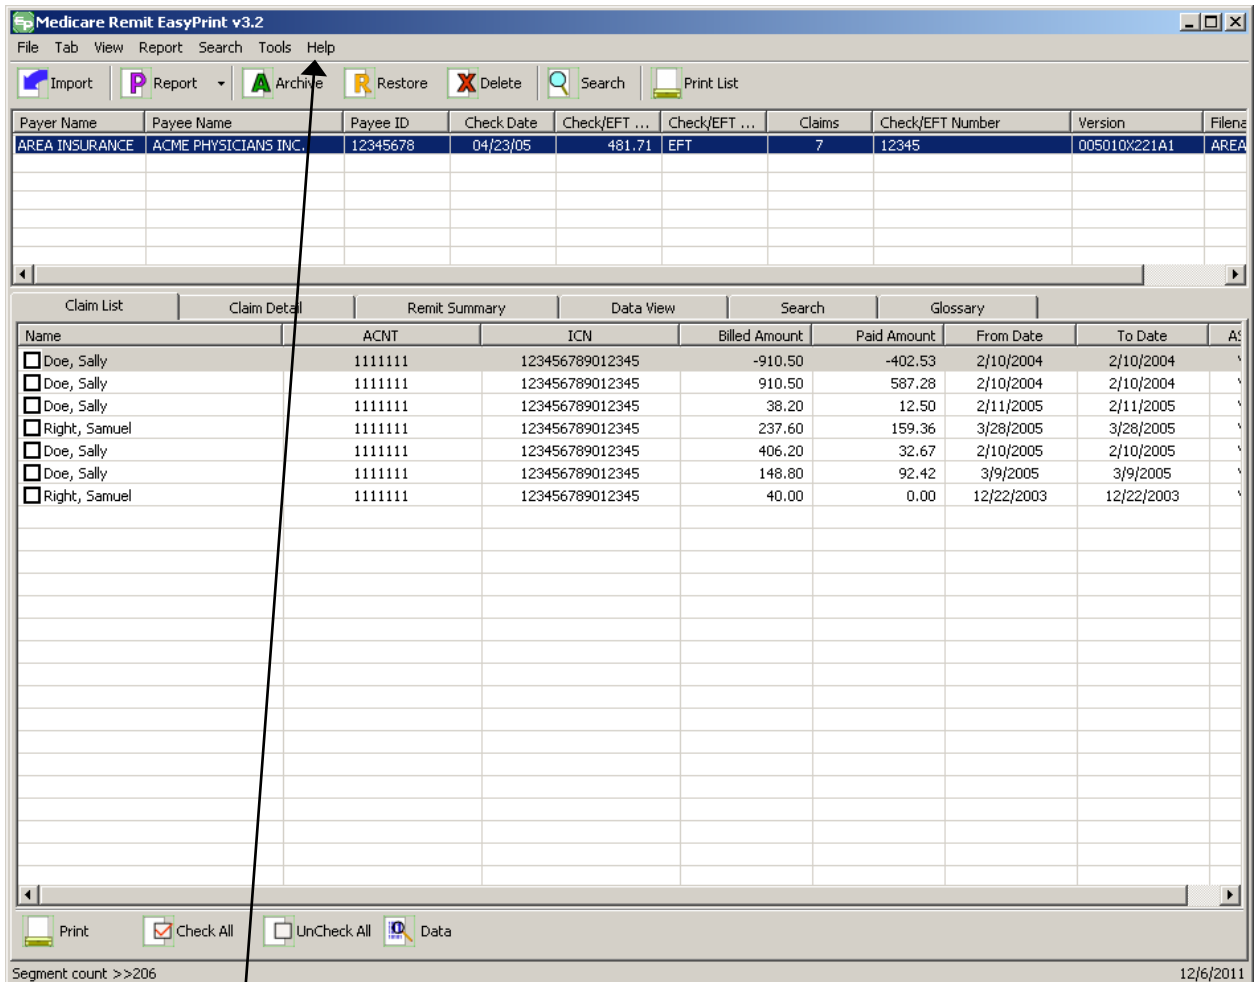 Medicare Remit EasyPrint v3.2
File Tab View Report Search Tools Help
Import Report Archive Restore Delete Search Print List
Payer Name Payee Name Payee ID Check Date Check/EFT ... Check/EFT ... Claims Check/EFT Number Version Filena
AREA INSURANCE ACME PHYSICIANS INC. 12345678 04/23/05 481.71 EFT 7 12345 005010X221A1 AREA
Claim List Claim Detail Remit Summary Data View Search Glossary
Name ACNT ICN Billed Amount Paid Amount From Date To Date AS
Doe, Sally 1111111 123456789012345 -910.50 -402.53 2/10/2004 2/10/2004
Doe, Sally 1111111 123456789012345 910.50 587.28 2/10/2004 2/10/2004
Doe, Sally 1111111 123456789012345 38.20 12.50 2/11/2005 2/11/2005
Right, Samuel 1111111 123456789012345 237.60 159.36 3/28/2005 3/28/2005
Doe, Sally 1111111 123456789012345 406.20 32.67 2/10/2005 2/10/2005
Doe, Sally 1111111 123456789012345 148.80 92.42 3/9/2005 3/9/2005
Right, Samuel 1111111 123456789012345 40.00 0.00 12/22/2003 12/22/2003
Print Check All UnCheck All Data
Segment count >>206 12/6/2011